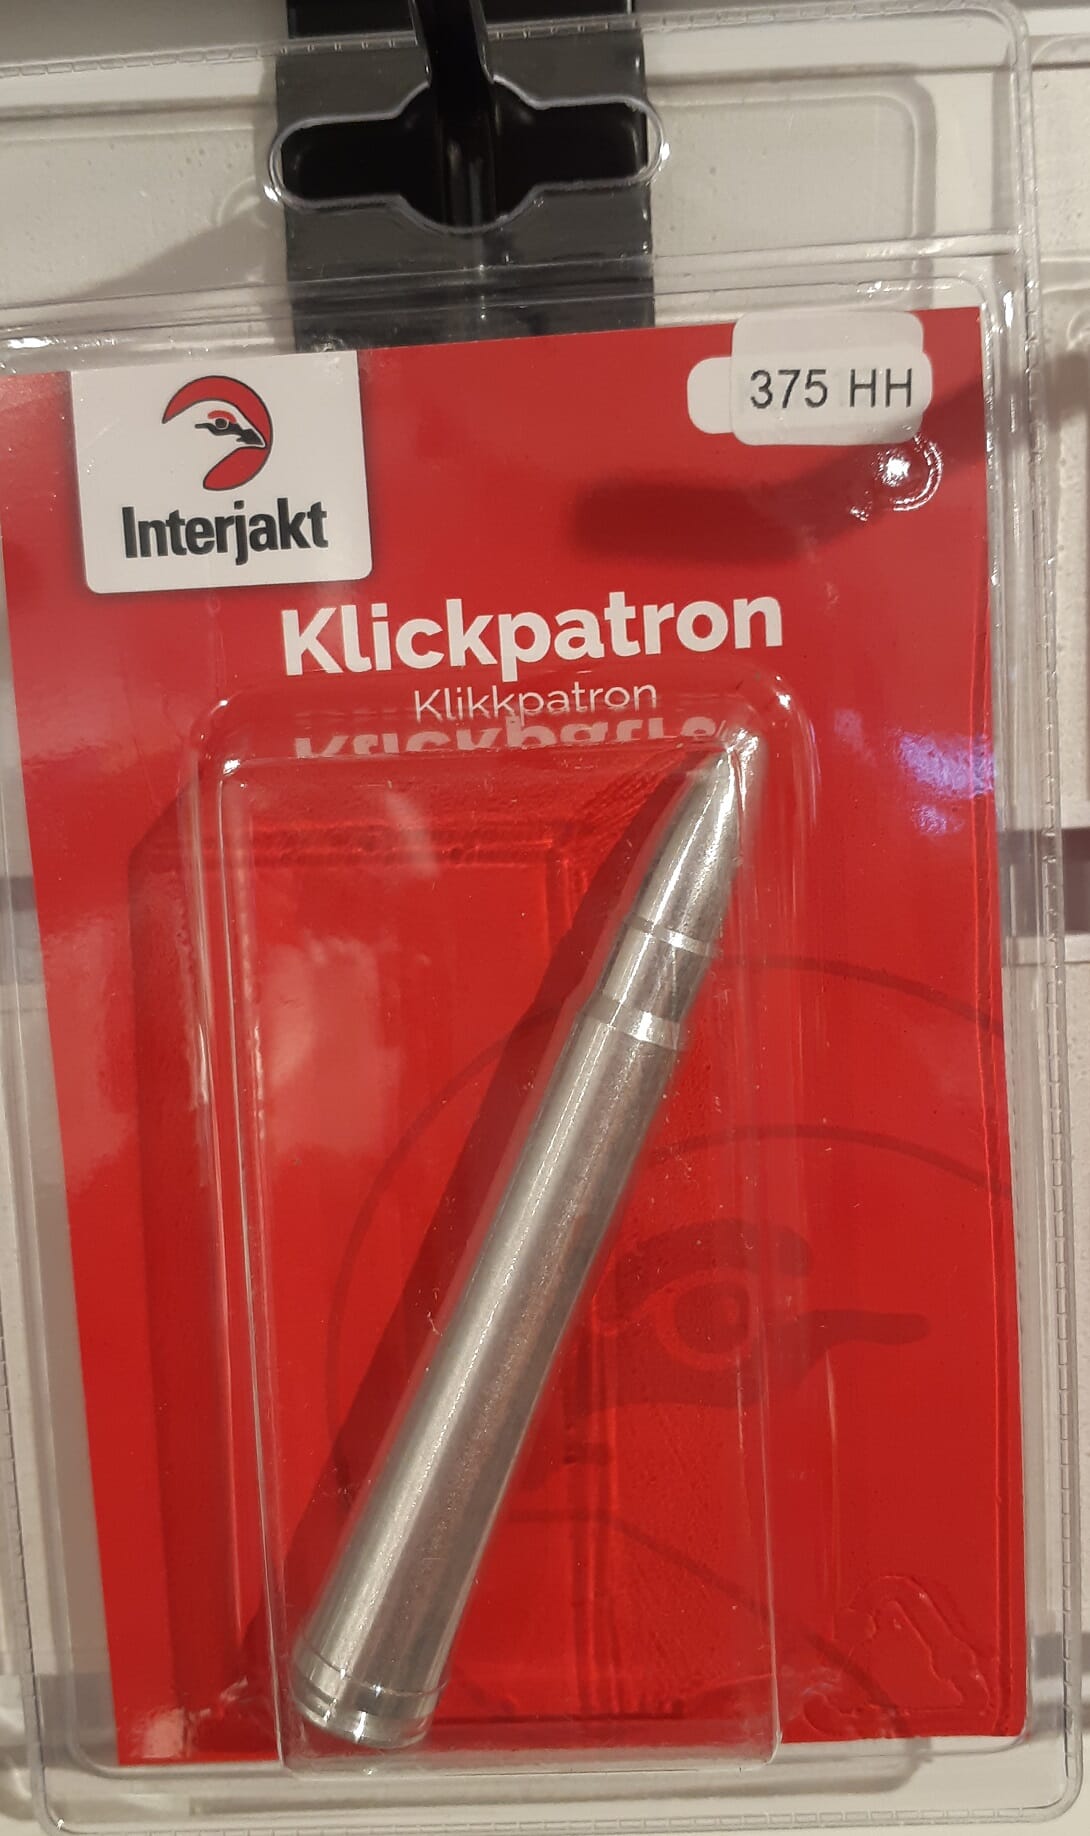 375 HH
Interjakt
Klickpatron
Klikkpatron